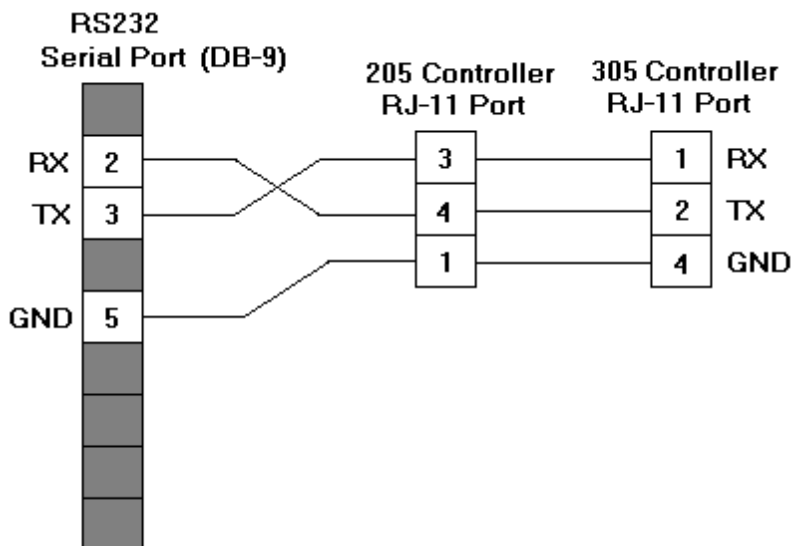 RS232
Serial Port (DB-9)
205 Controller
RJ-11 Port
305 Controller
RJ-11 Port
RX 2 3 1 RX
TX 3 4 2 TX
1 4 GND
GND 5